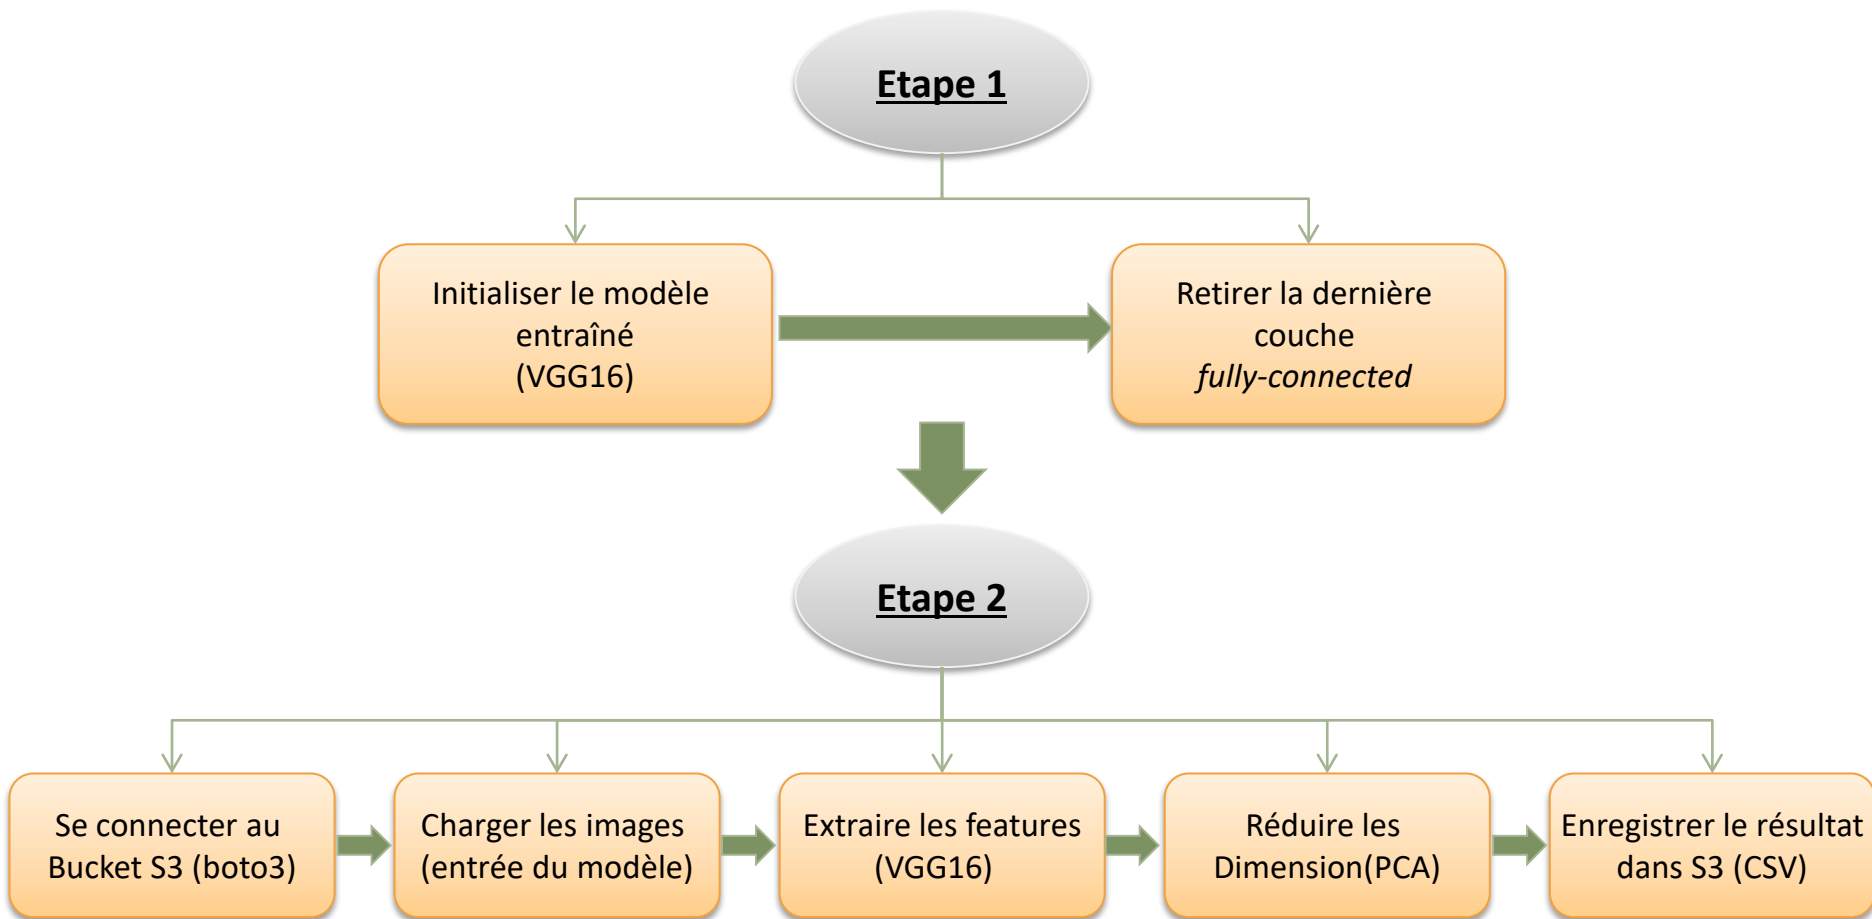 Etape 1
Initialiser le modèle
entraîné
(VGG16)
Retirer la dernière
couche
fully-connected
Etape 2
Se connecter au
Bucket S3 (boto3)
Charger les images
(entrée du modèle)
Extraire les features
(VGG16)
Réduire les
Dimension(PCA)
Enregistrer le résultat
dans S3 (CSV)